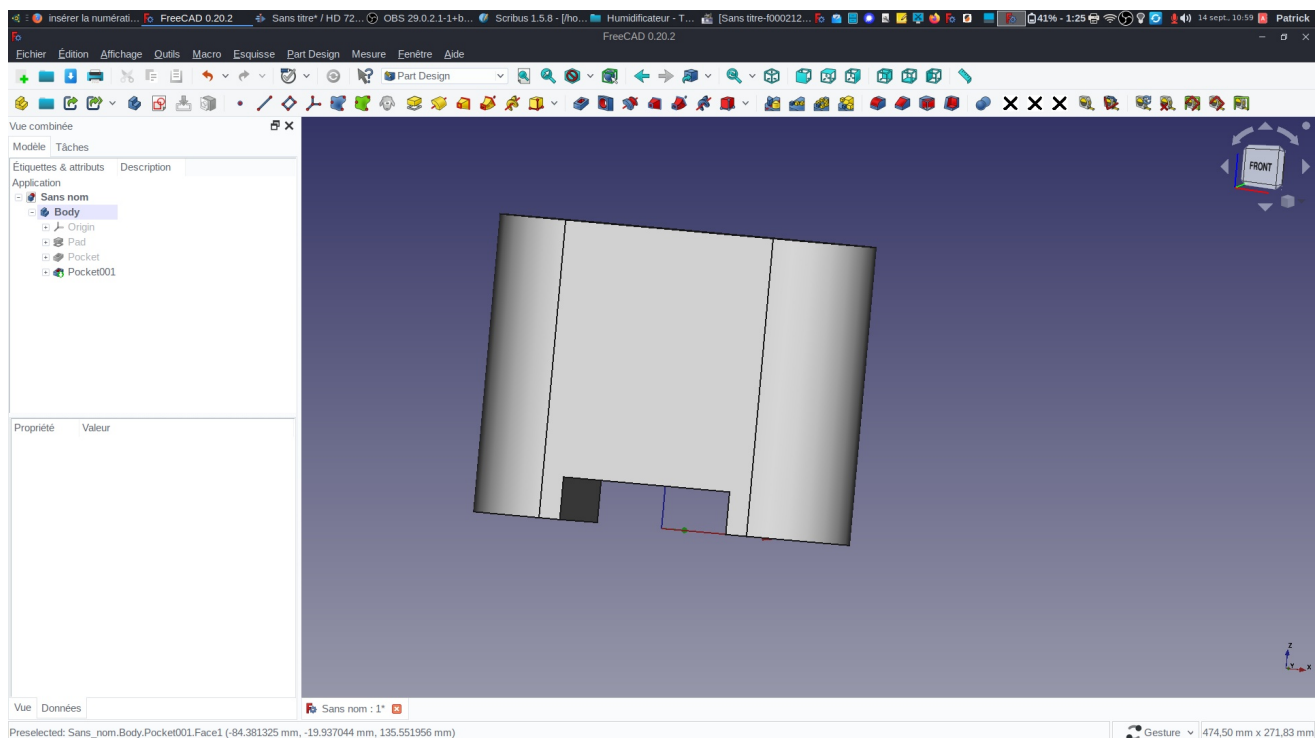 insérer la numérati... FreeCAD 0.20.2 Sans titre* / HD 72... OBS 29.0.2.1-1+b... Scribus 1.5.8 - [/ho... Humidificateur - T... [Sans titre-f000212... 41% - 1:25 14 sept., 10:59 Patrick
FreeCAD 0.20.2
Fichier Édition Affichage Outils Macro Esquisse Part Design Mesure Fenêtre Aide
Part Design
Vue combinée
Modèle Tâches
Étiquettes & attributs Description
Application
Sans nom
Body
Origin
Pad
Pocket
Pocket001
FRONT
Propriété Valeur
Z
Y X
Vue Données
Sans nom : 1*
Preselected: Sans_nom.Body.Pocket001.Face1 (-84.381325 mm, -19.937044 mm, 135.551956 mm) Gesture 474,50 mm x 271,83 mm